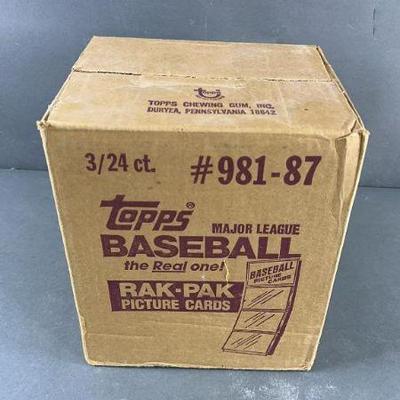 Topps
TOPPS CHEWING GUM, INC.
DURYEA, PENNSYLVANIA 18642
3/24 ct. #981-87
Topps®
MAJOR LEAGUE
BASEBALL
the Real one!
RAK-PAK
PICTURE CARDS
BASEBALL
PICTURE CARDS